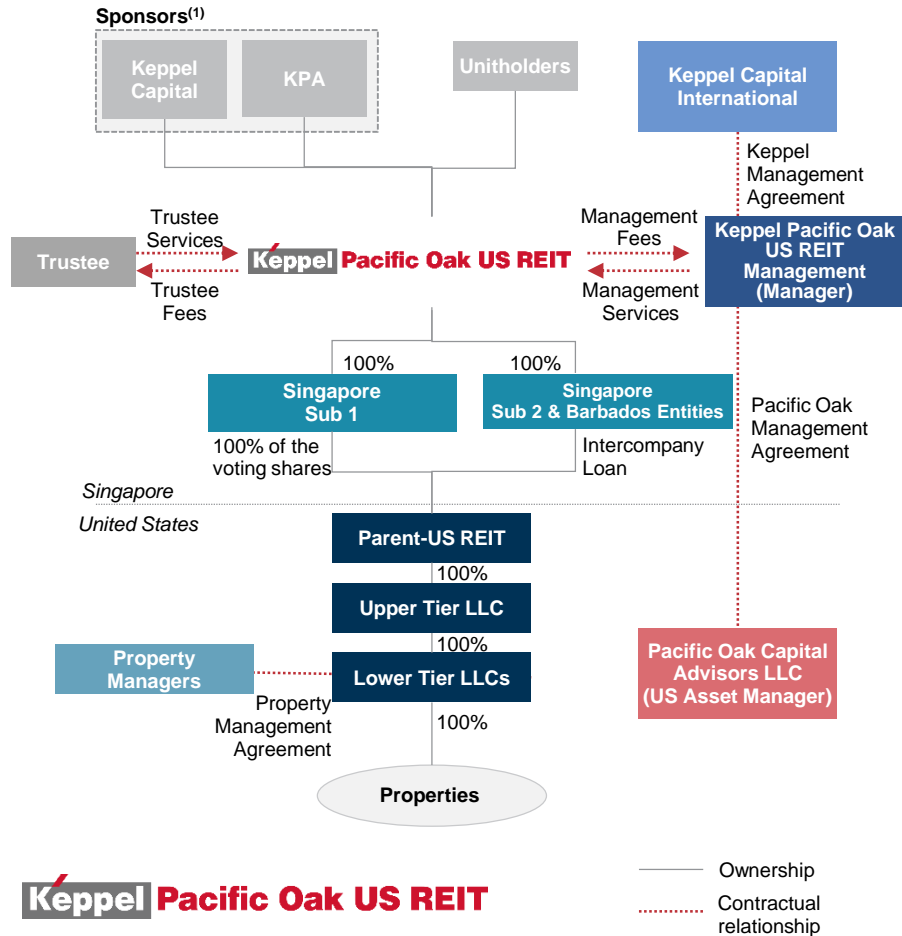 Sponsors(1)
Keppel
Capital
KPA
Unitholders
Keppel Capital
International
Keppel
Management
Agreement
Trustee
Trustee
Services
Trustee
Fees
Keppel Pacific Oak US REIT
Management
Fees
Management
Services
Keppel Pacific Oak
US REIT
Management
(Manager)
100%
100%
Singapore
Sub 1
Singapore
Sub 2 & Barbados Entities
Pacific Oak
Management
Agreement
100% of the
voting shares
Intercompany
Loan
Singapore
United States
Parent-US REIT
100%
Upper Tier LLC
100%
Property
Managers
Lower Tier LLCs
Pacific Oak Capital
Advisors LLC
(US Asset Manager)
Property
Management
Agreement
100%
Properties
Keppel Pacific Oak US REIT
Ownership
Contractual
relationship